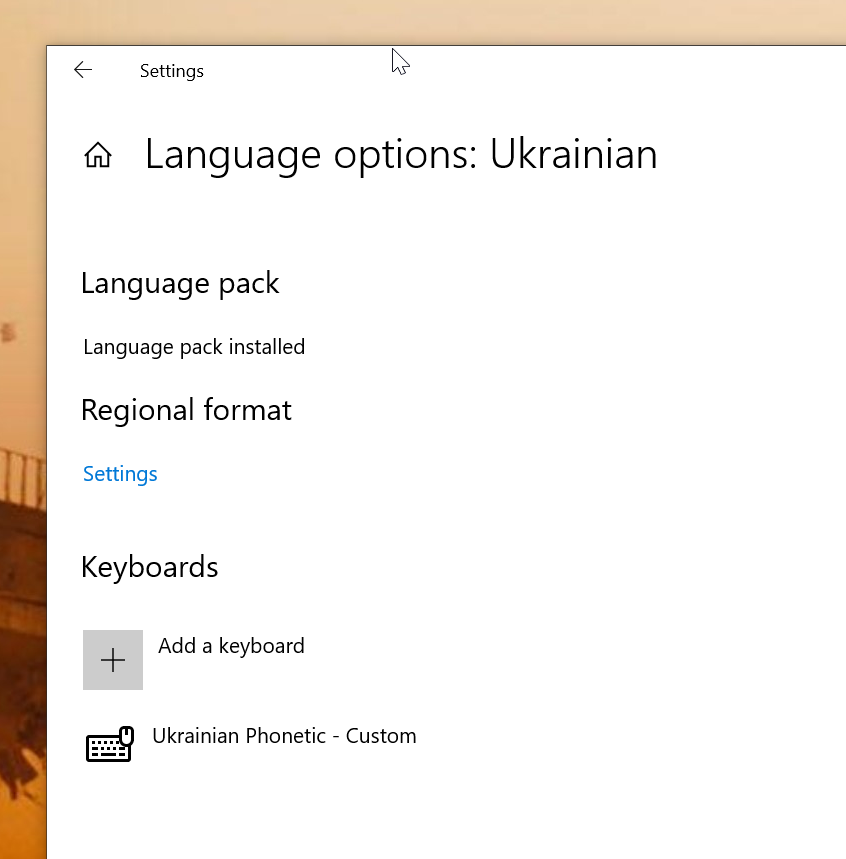 Settings
Language options: Ukrainian
Language pack
Language pack installed
Regional format
Settings
Keyboards
Add a keyboard
Ukrainian Phonetic - Custom